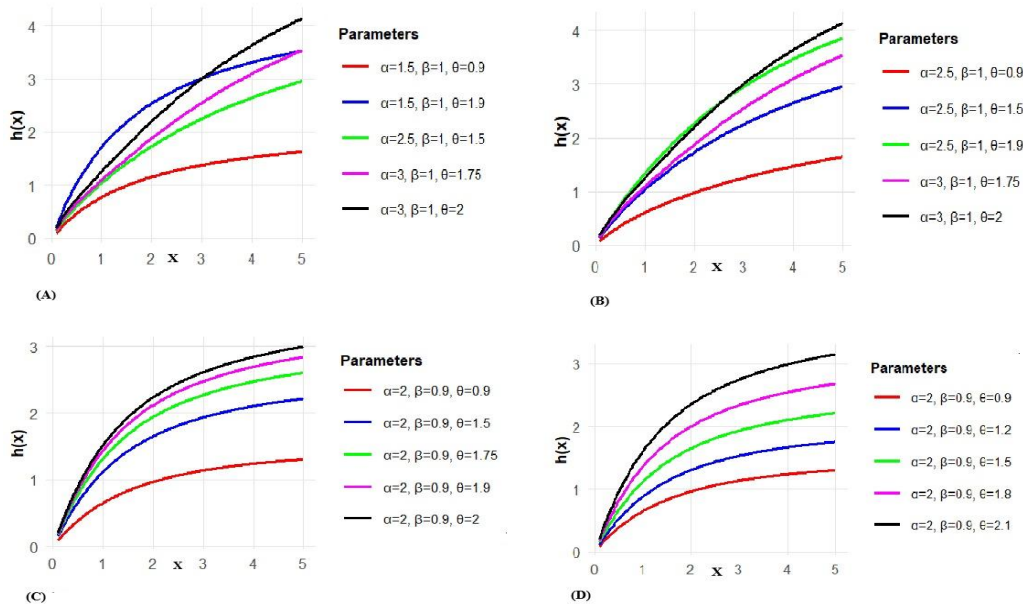 4
3
2
1
0
h(x)
0 1 2 x 3 4 5
Parameters
α=1.5, β=1, θ=0.9
α=1.5, β=1, θ=1.9
α=2.5, β=1, θ=1.5
α=3, β=1, θ=1.75
α=3, β=1, θ=2
(A)
4
3
2
1
0
h(x)
0 1 2 x 3 4 5
Parameters
α=2.5, β=1, θ=0.9
α=2.5, β=1, θ=1.5
α=2.5, β=1, θ=1.9
α=3, β=1, θ=1.75
α=3, β=1, θ=2
(B)
3
2
1
0
h(x)
0 1 x 2 3 4 5
Parameters
α=2, β=0.9, θ=0.9
α=2, β=0.9, θ=1.5
α=2, β=0.9, θ=1.75
α=2, β=0.9, θ=1.9
α=2, β=0.9, θ=2
(C)
3
2
1
0
h(x)
0 1 2 x 3 4 5
Parameters
α=2, β=0.9, θ=0.9
α=2, β=0.9, θ=1.2
α=2, β=0.9, θ=1.5
α=2, β=0.9, θ=1.8
α=2, β=0.9, θ=2.1
(D)